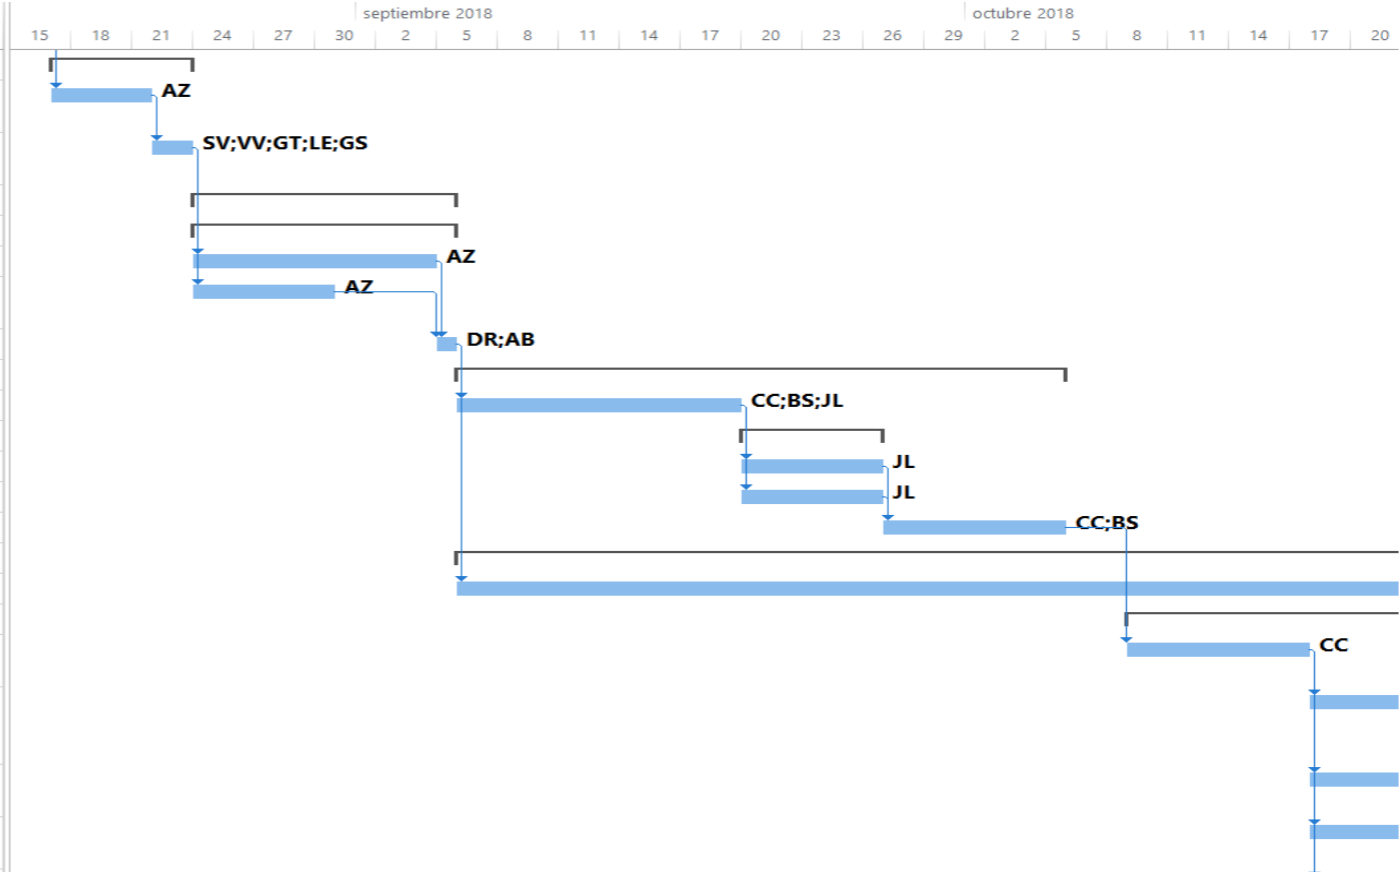 septiembre 2018 octubre 2018
15 18 21 24 27 30 2 5 8 11 14 17 20 23 26 29 2 5 8 11 14 17 20
AZ
SV;VV;GT;LE;GS
AZ
AZ
DR;AB
CC;BS;JL
JL
JL
CC;BS
CC